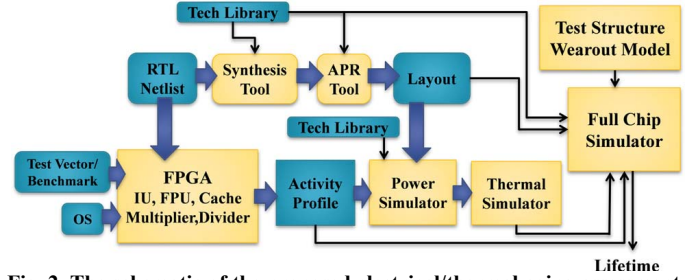 Tech Library
Test Structure
Wearout Model
RTL
Netlist
Synthesis
Tool
APR
Tool
Layout
Full Chip
Simulator
Tech Library
Test Vector/
Benchmark
OS
FPGA
IU, FPU, Cache
Multiplier,Divider
Activity
Profile
Power
Simulator
Thermal
Simulator
Lifetime